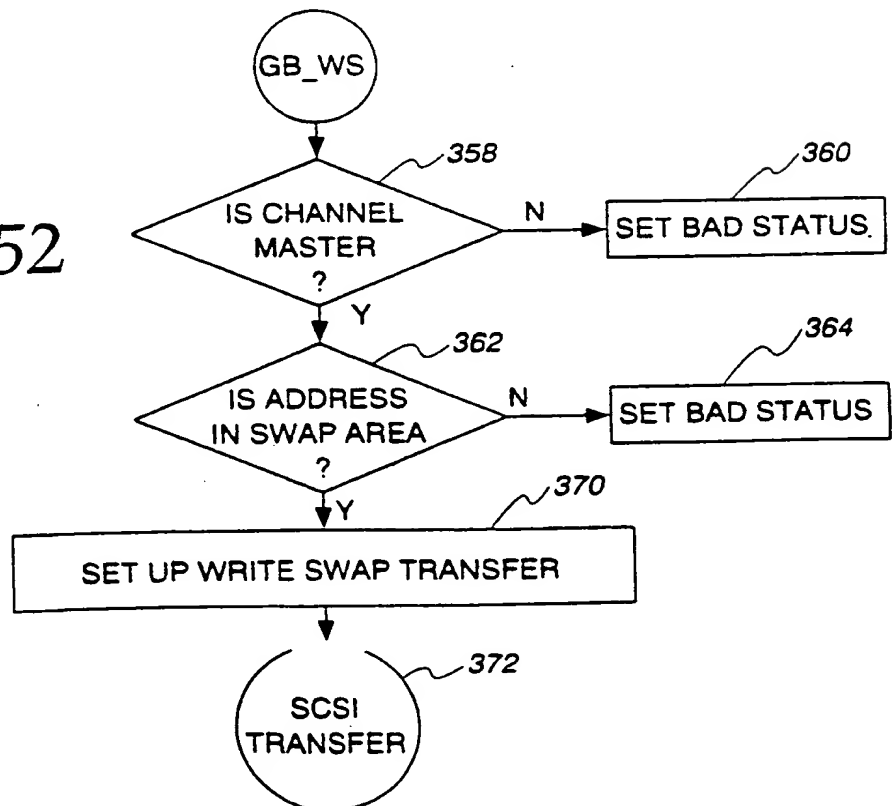 GB_WS
358
360
IS CHANNEL
MASTER
?
N
SET BAD STATUS.
52
Y
362
364
IS ADDRESS
IN SWAP AREA
?
N
SET BAD STATUS
Y
370
SET UP WRITE SWAP TRANSFER
372
SCSI
TRANSFER